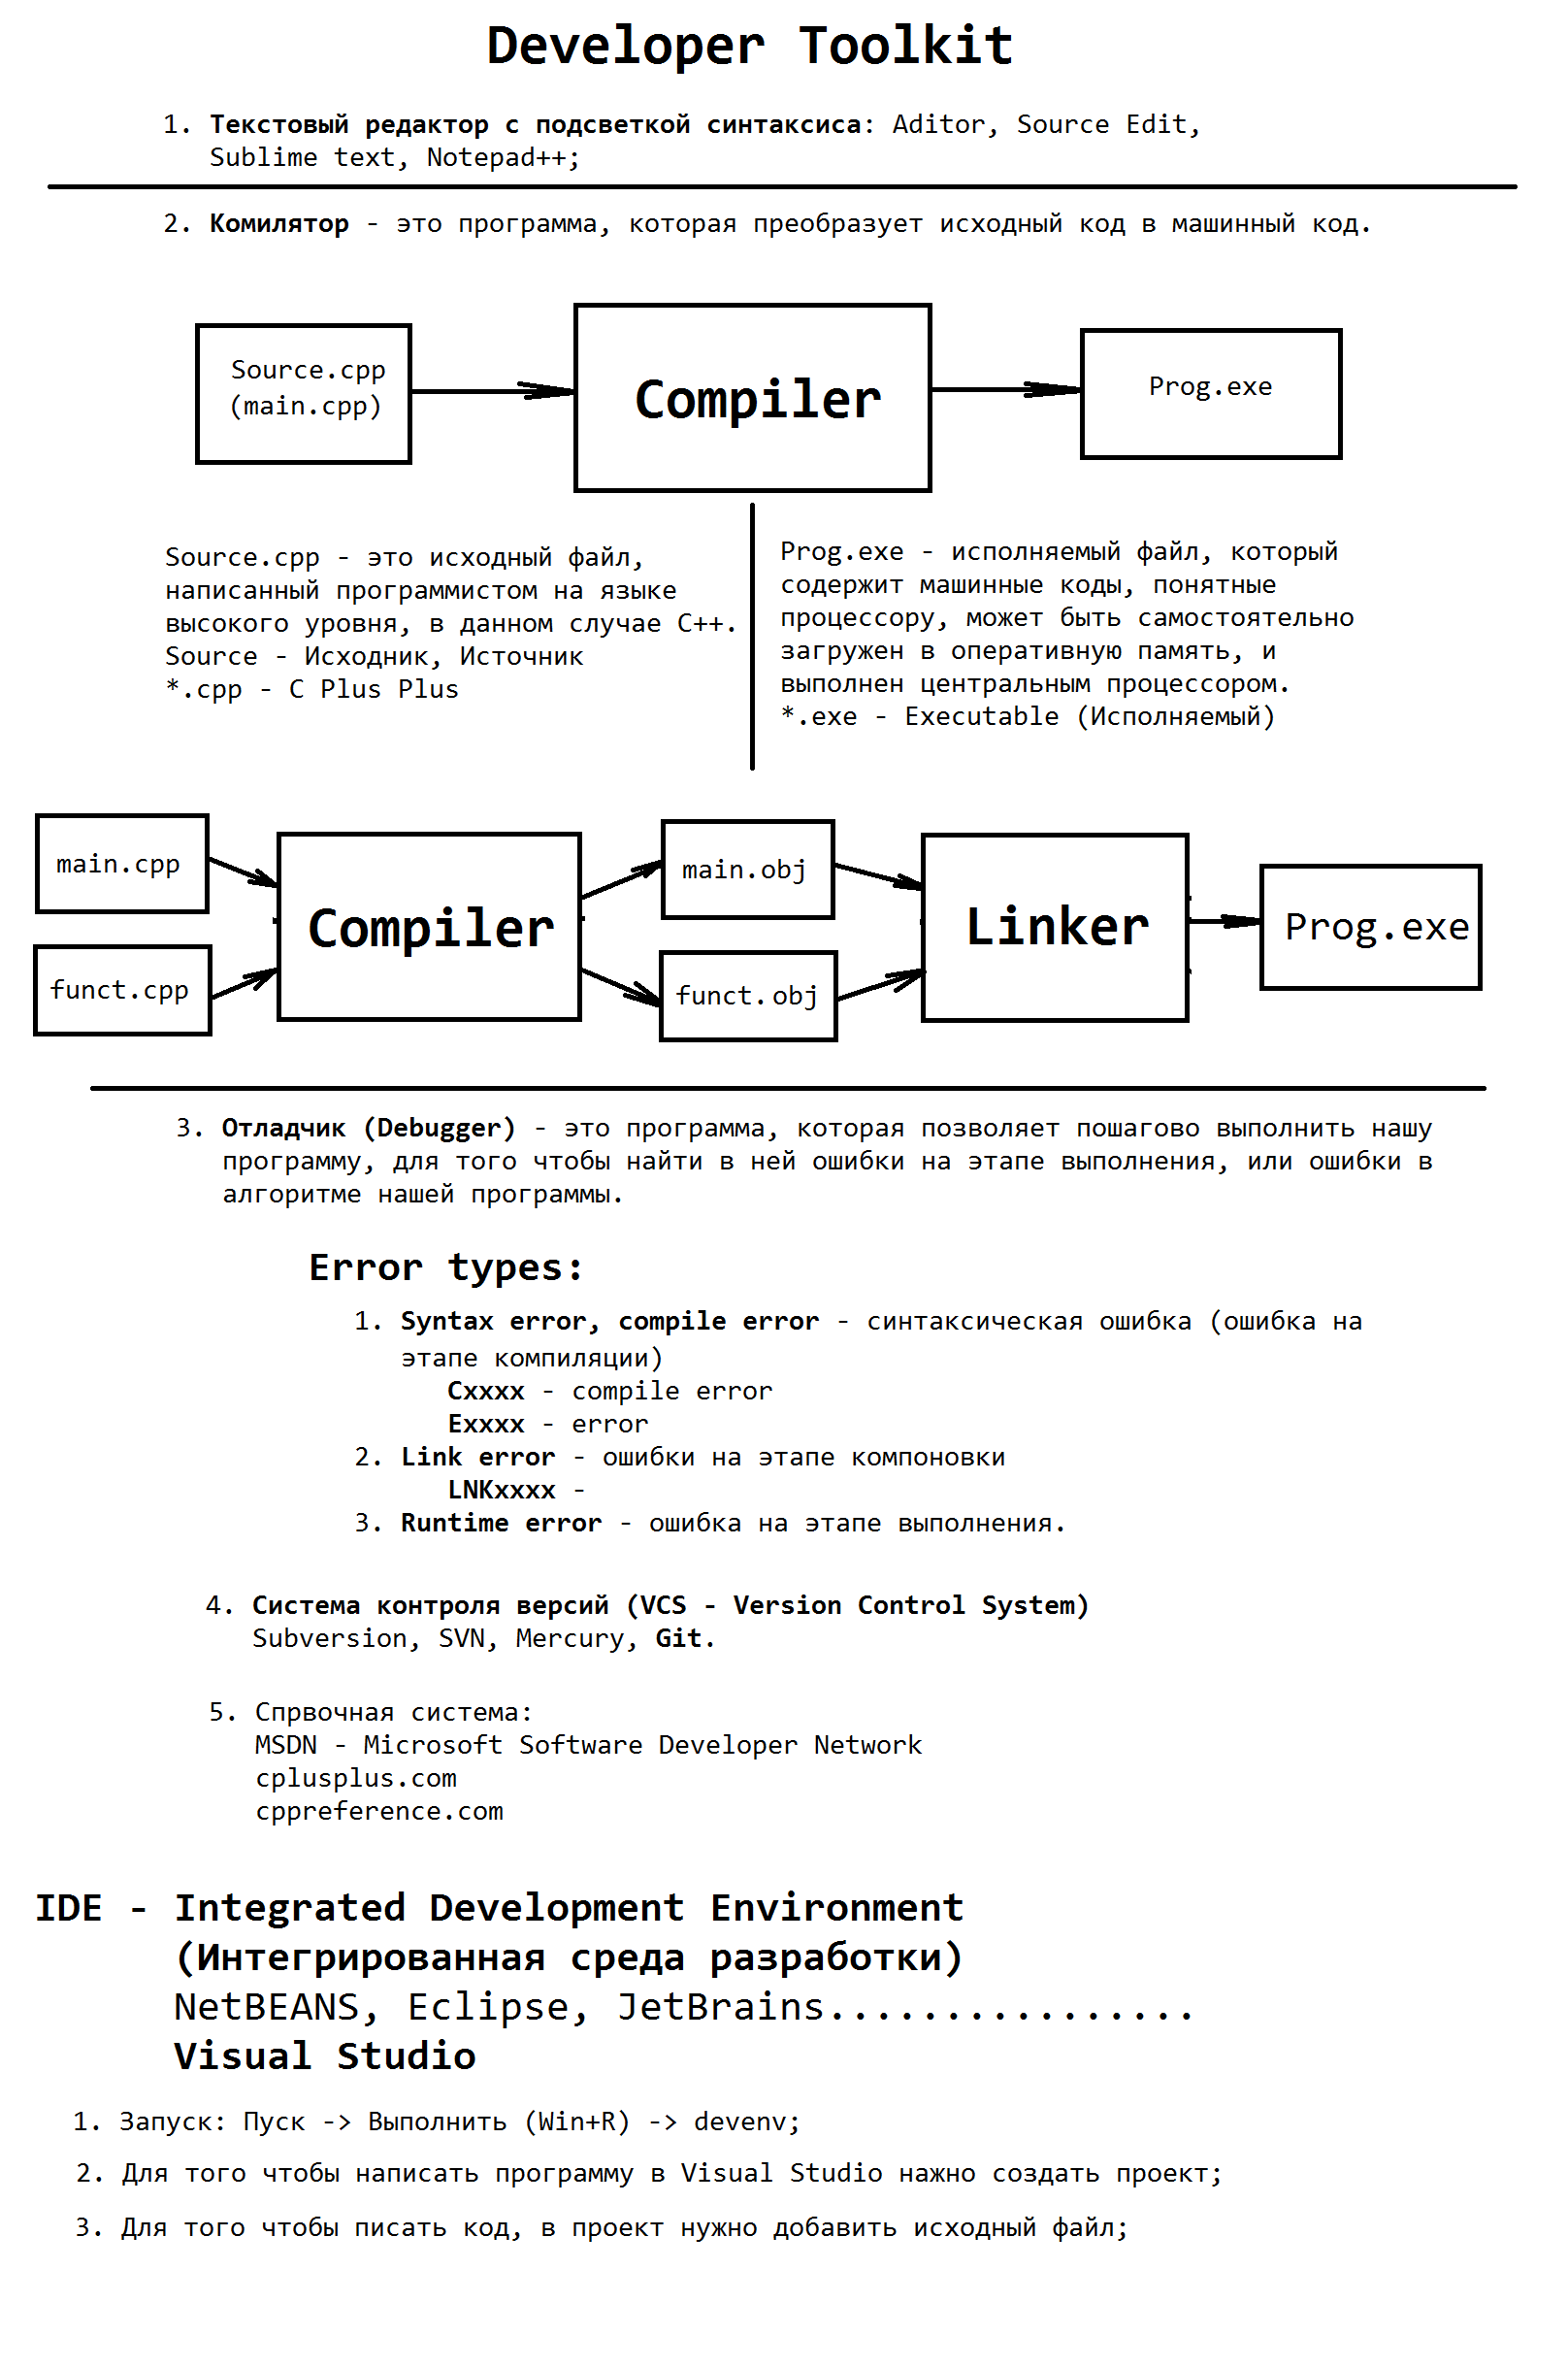 Developer Toolkit
1. Текстовый редактор с подсветкой синтаксиса: Aditor, Source Edit,
Sublime text, Notepad++;
2. Комилятор - это программа, которая преобразует исходный код в машинный код.
Source.cpp
(main.cpp)
Compiler
Prog.exe
Source.cpp - это исходный файл,
написанный программистом на языке
высокого уровня, в данном случае C++.
Source - Исходник, Источник
*.cpp - C Plus Plus
Prog.exe - исполняемый файл, который
содержит машинные коды, понятные
процессору, может быть самостоятельно
загружен в оперативную память, и
выполнен центральным процессором.
*.exe - Executable (Исполняемый)
main.cpp
funct.cpp
Compiler
main.obj
funct.obj
Linker
Prog.exe
3. Отладчик (Debugger) - это программа, которая позволяет пошагово выполнить нашу
программу, для того чтобы найти в ней ошибки на этапе выполнения, или ошибки в
алгоритме нашей программы.
Error types:
1. Syntax error, compile error - синтаксическая ошибка (ошибка на
этапе компиляции)
Cxxxx - compile error
Exxxx - error
2. Link error - ошибки на этапе компоновки
LNKxxxx -
3. Runtime error - ошибка на этапе выполнения.
4. Система контроля версий (VCS - Version Control System)
Subversion, SVN, Mercury, Git.
5. Спрвочная система:
MSDN - Microsoft Software Developer Network
cplusplus.com
cppreference.com
IDE - Integrated Development Environment
(Интегрированная среда разработки)
NetBEANS, Eclipse, JetBrains................
Visual Studio
1. Запуск: Пуск -> Выполнить (Win+R) -> devenv;
2. Для того чтобы написать программу в Visual Studio нажно создать проект;
3. Для того чтобы писать код, в проект нужно добавить исходный файл;